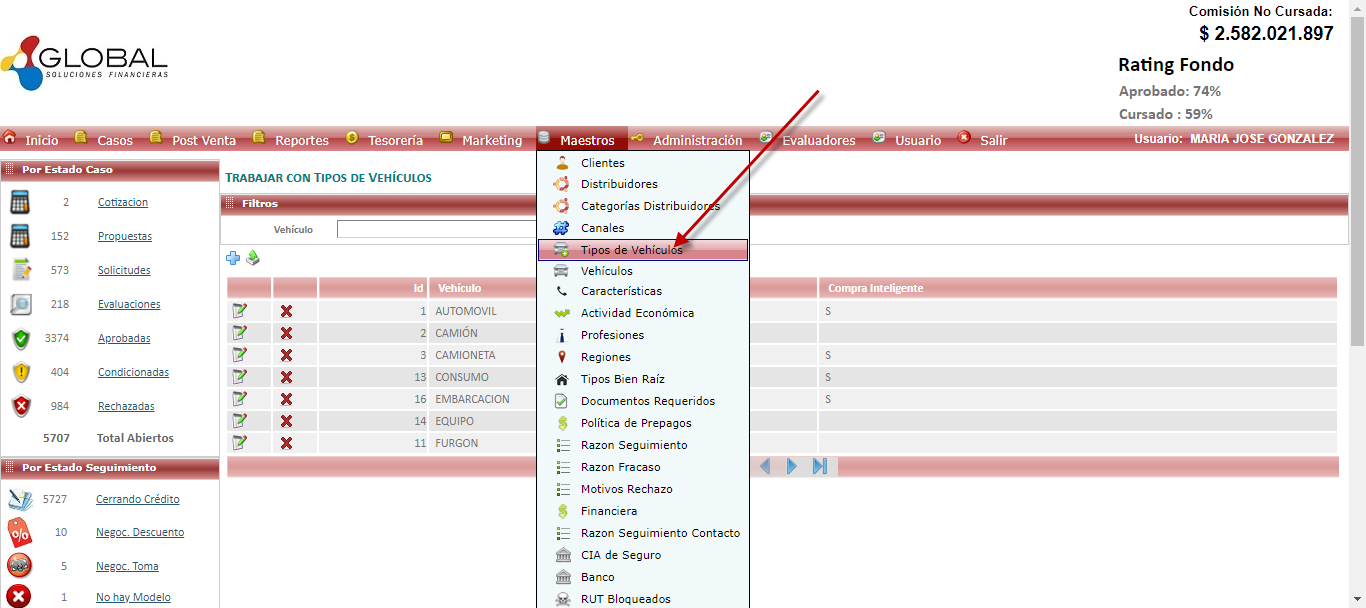 Comisión No Cursada:
$ 2.582.021.897
GLOBAL
SOLUCIONES FINANCIERAS
Rating Fondo
Aprobado: 74%
Cursado : 59%
Inicio Casos Post Venta Reportes Tesorería Marketing Maestros Administración Evaluadores Usuario Salir Usuario: MARIA JOSE GONZALEZ
Por Estado Caso
2 Cotizacion
152 Propuestas
573 Solicitudes
218 Evaluaciones
3374 Aprobadas
404 Condicionadas
984 Rechazadas
5707 Total Abiertos
Por Estado Seguimiento
5727 Cerrando Crédito
10 Negoc. Descuento
5 Negoc. Toma
1 No hay Modelo
TRABAJAR CON TIPOS DE VEHÍCULOS
Filtros
Vehículo
Id Vehículo Compra Inteligente
1 AUTOMOVIL S
2 CAMIÓN
3 CAMIONETA S
13 CONSUMO S
16 EMBARCACION S
14 EQUIPO
11 FURGON
Clientes
Distribuidores
Categorías Distribuidores
Canales
Tipos de Vehículos
Vehículos
Características
Actividad Económica
Profesiones
Regiones
Tipos Bien Raíz
Documentos Requeridos
Política de Prepagos
Razon Seguimiento
Razon Fracaso
Motivos Rechazo
Financiera
Razon Seguimiento Contacto
CIA de Seguro
Banco
RUT Bloqueados